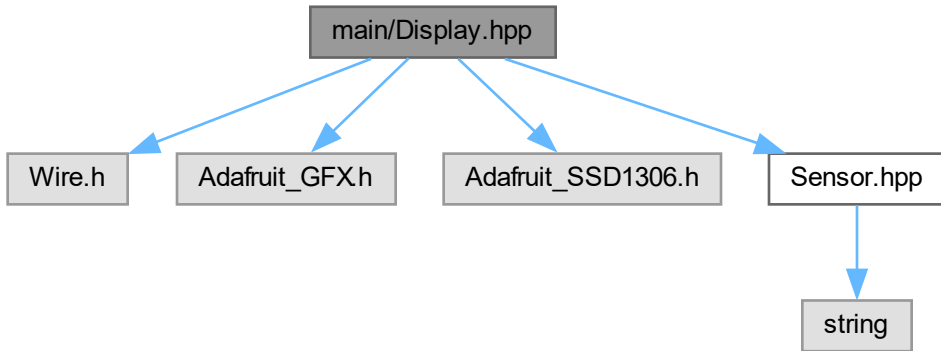 main/Display.hpp
Wire.h
Adafruit_GFX.h
Adafruit_SSD1306.h
Sensor.hpp
string